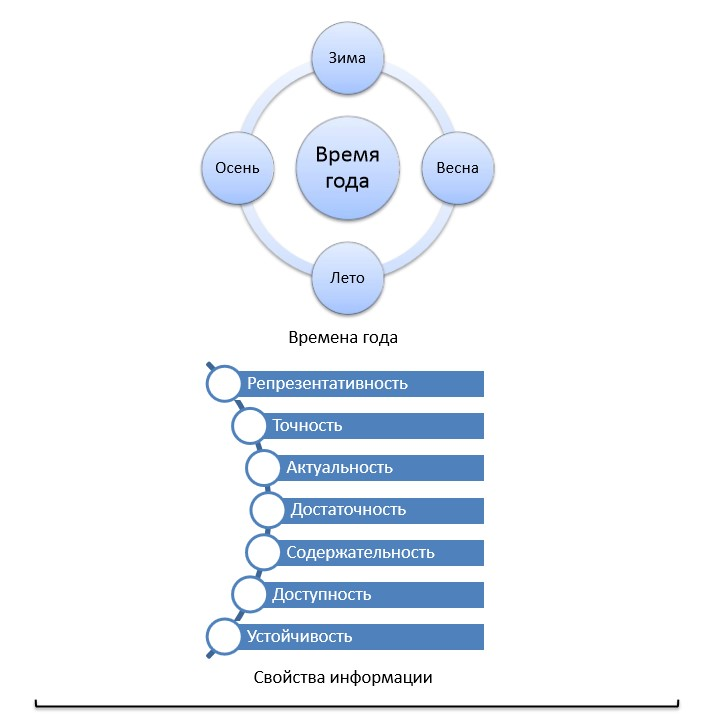 Зима
Осень
Время
года
Весна
Лето
Времена года
Репрезентативность
Точность
Актуальность
Достаточность
Содержательность
Доступность
Устойчивость
Свойства информации